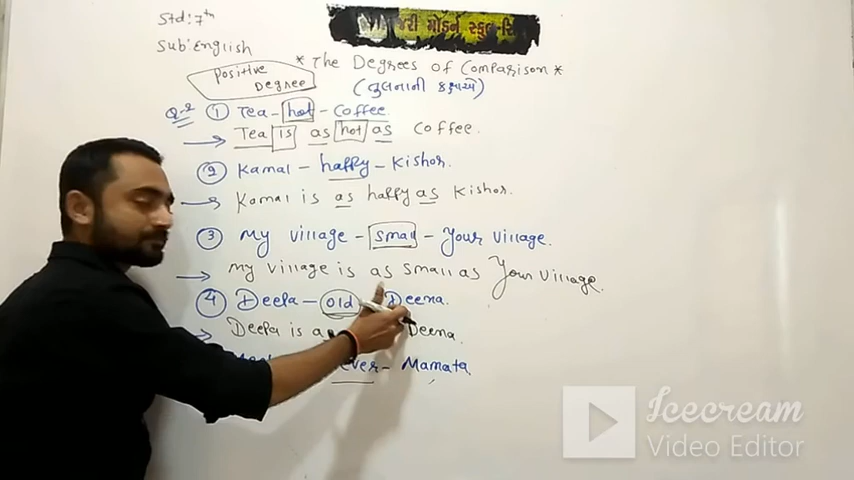 Std: 7th
જરી મોડર્ન સ્કૂલ
Sub: English
* The Degrees of Comparison *
Positive Degree
(તુલનાની કક્ષાઓ)
Q-2 ① Tea - hot - Coffee
→ Tea is as hot as Coffee.
② Kamal - happy - Kishor.
→ Kamal is as happy as Kishor.
③ My village - small - Your village.
→ My village is as small as Your village.
④ Deepa - old Deena.
→ Deepa is Deena.
Mamata
Icecream
Video Editor